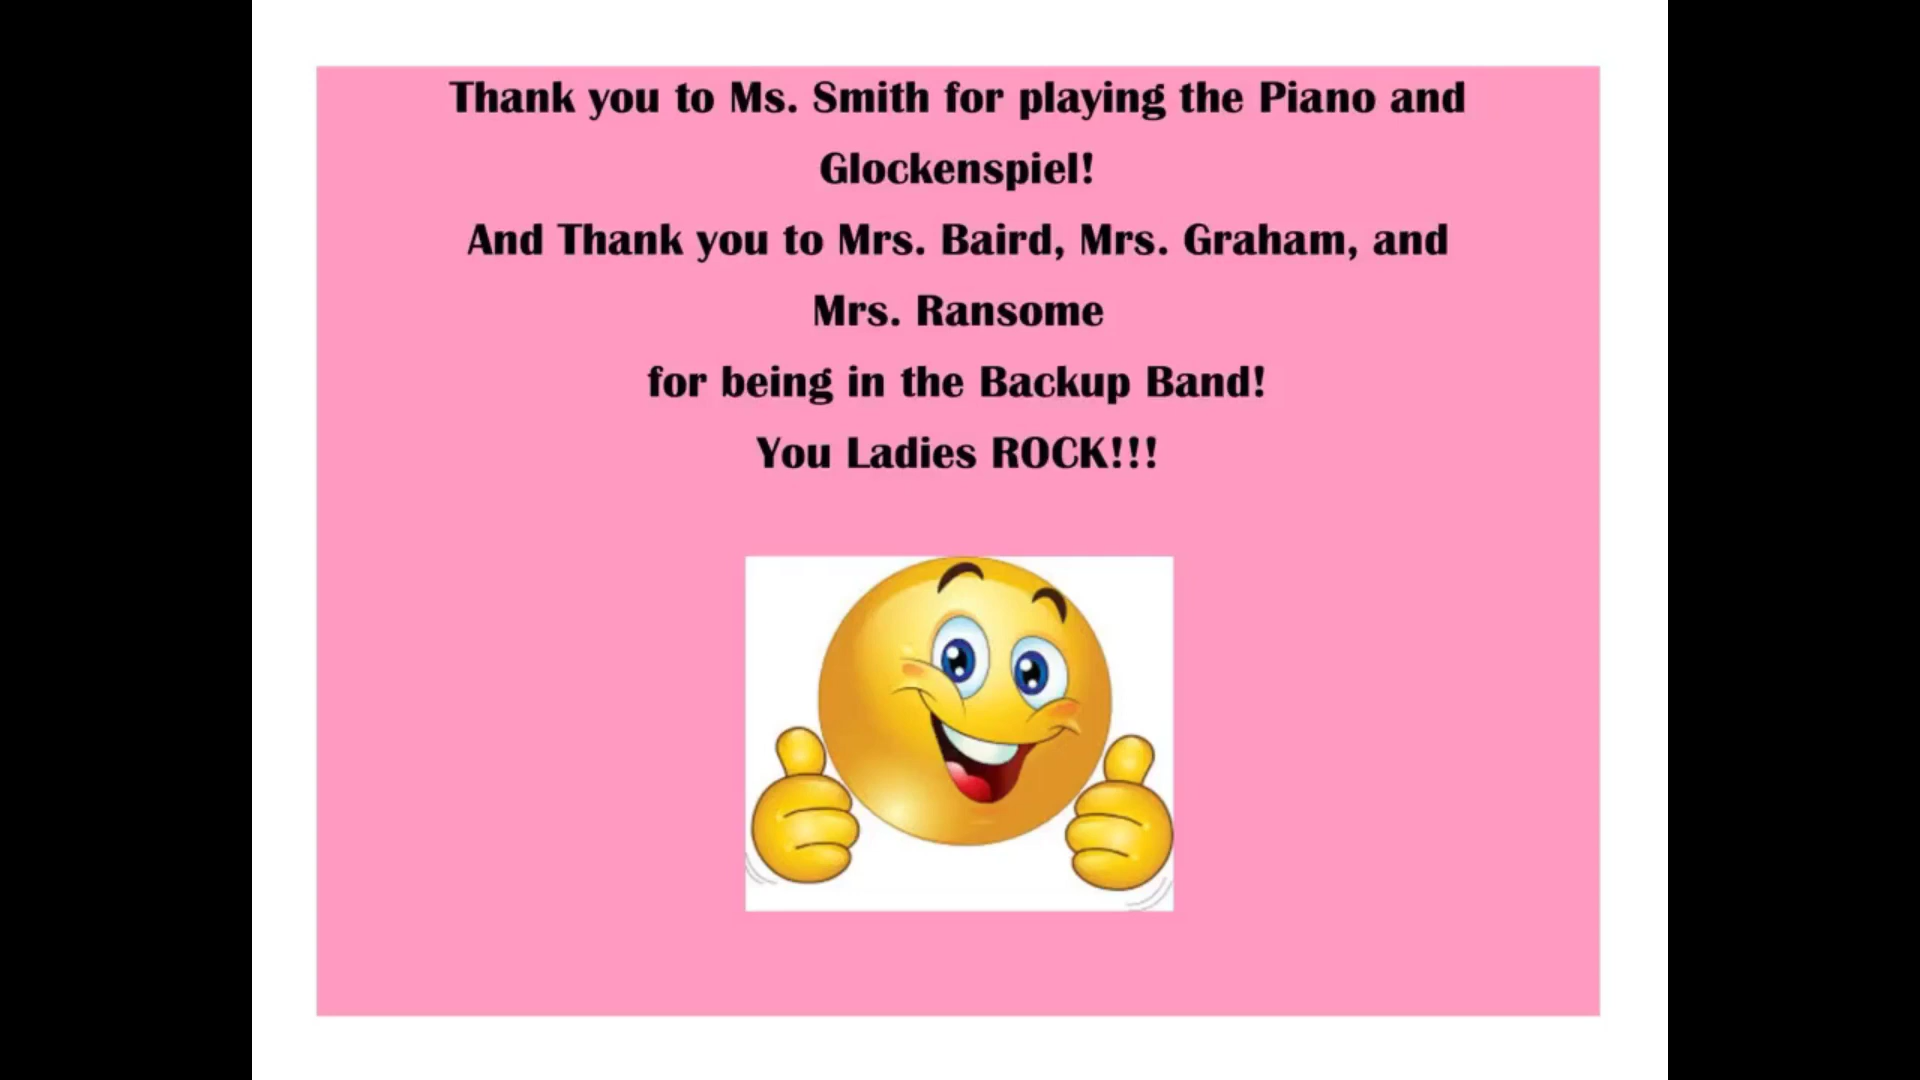 Thank you to Ms. Smith for playing the Piano and
Glockenspiel!
And Thank you to Mrs. Baird, Mrs. Graham, and
Mrs. Ransome
for being in the Backup Band!
You Ladies ROCK!!!